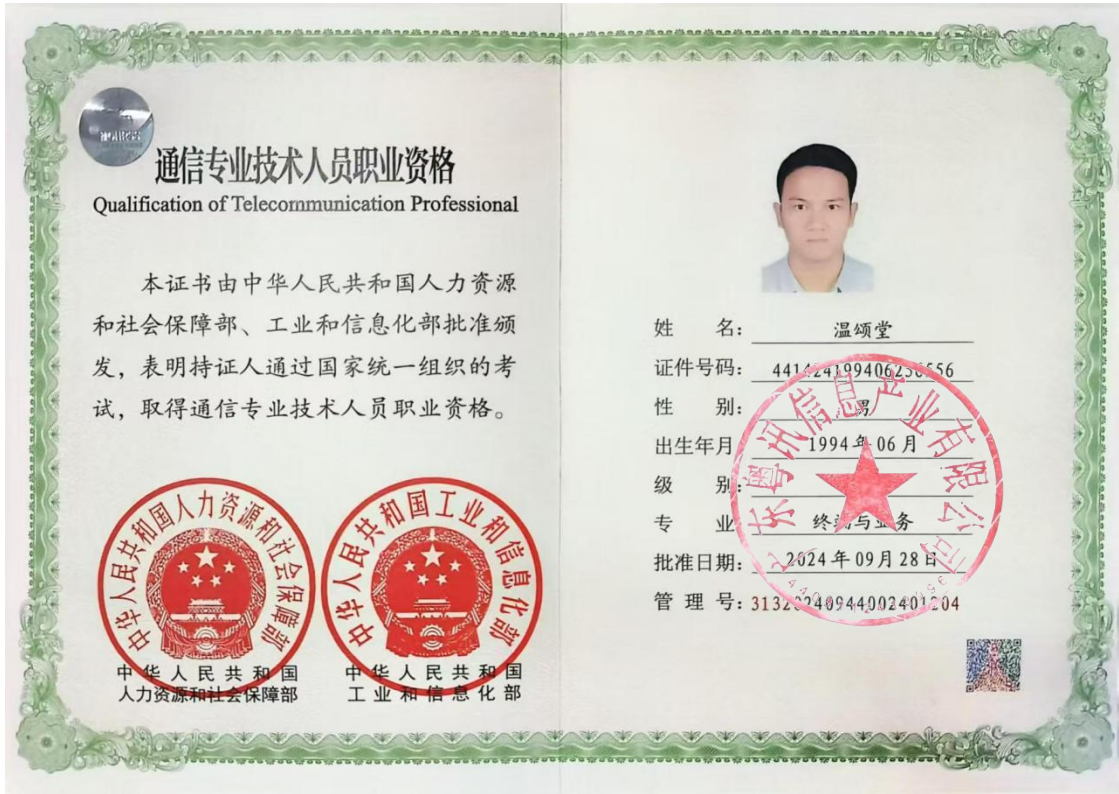 通信专业技术人员职业资格
Qualification of Telecommunication Professional
本证书由中华人民共和国人力资源
和社会保障部、工业和信息化部批准颁
发，表明持证人通过国家统一组织的考
试，取得通信专业技术人员职业资格。
中华人民共和国人力资源和社会保障部
中华人民共和国工业和信息化部
中华人民共和国
人力资源和社会保障部
中华人民共和国
工业和信息化部
姓 名：温颂堂
证件号码：
性 别：男
出生年月：1994年06月
级 别：
专 业：终端与业务
批准日期：2024年09月28日
管 理 号：
讯信息产业有限公司